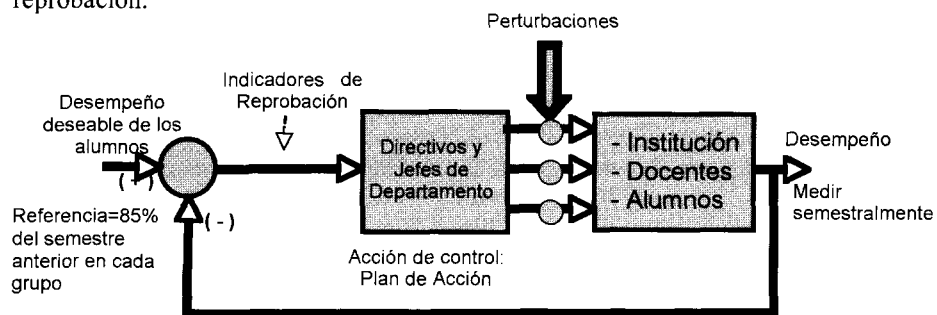 reprobación.
Perturbaciones
Indicadores de
Reprobación
Desempeño
deseable de los
alumnos
(+)
Directivos y
Jefes de
Departamento
- Institución
- Docentes
- Alumnos
Desempeño
Medir
semestralmente
Referencia=85%
del semestre
anterior en cada
grupo
(-)
Acción de control:
Plan de Acción